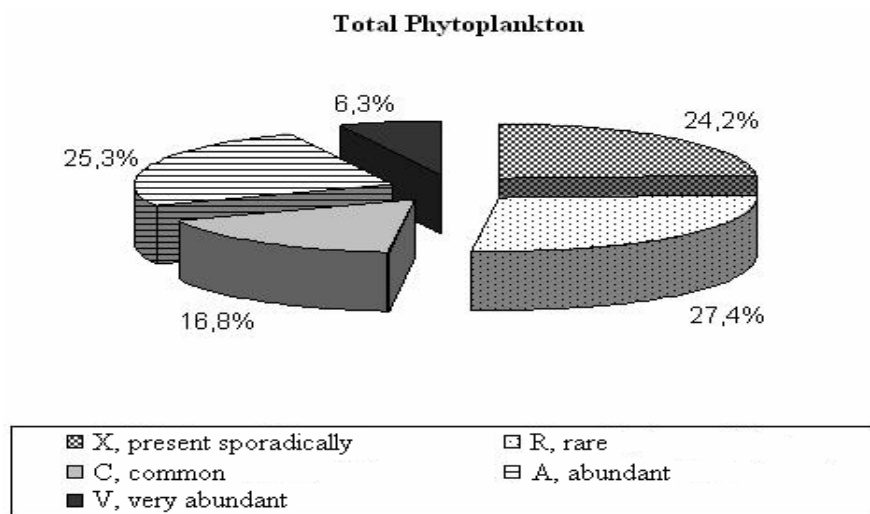 Total Phytoplankton
6,3%
24,2%
25,3%
16,8%
27,4%
X, present sporadically
R, rare
C, common
A, abundant
V, very abundant